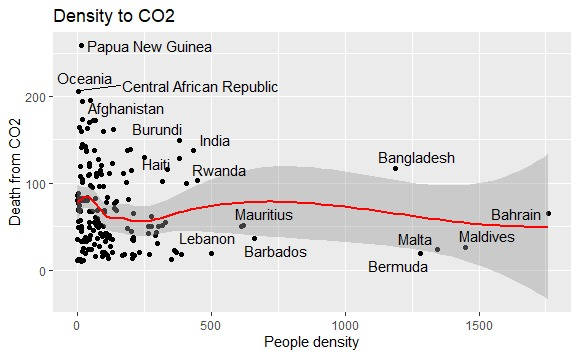 Density to CO2
Papua New Guinea
Oceania
Central African Republic
Afghanistan
Burundi
India
Haiti
Rwanda
Bangladesh
Mauritius
Bahrain
Lebanon
Malta
Maldives
Barbados
Bermuda
Death from CO2
200
100
0
0
500
1000
1500
People density